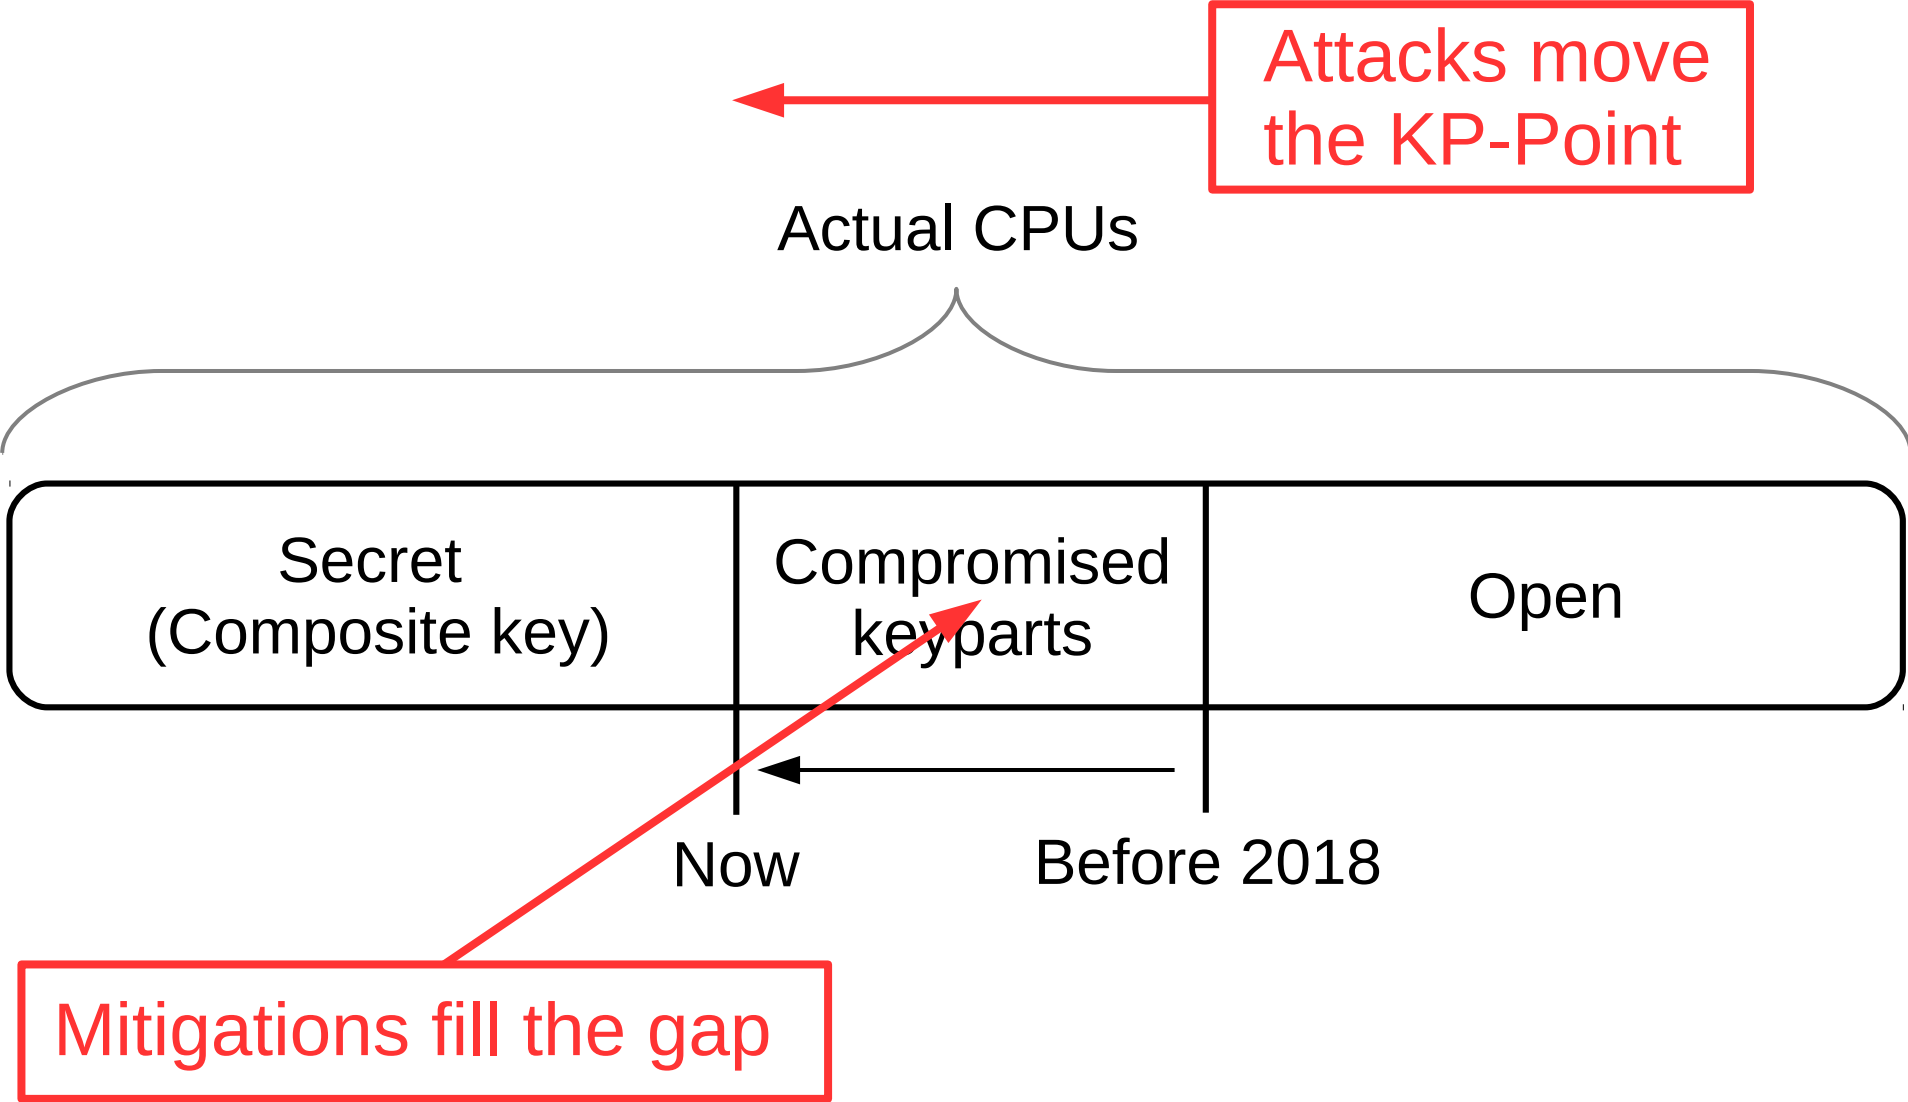 Attacks move
the KP-Point
Actual CPUs
Secret
(Composite key)
Compromised
keyparts
Open
Now
Before 2018
Mitigations fill the gap